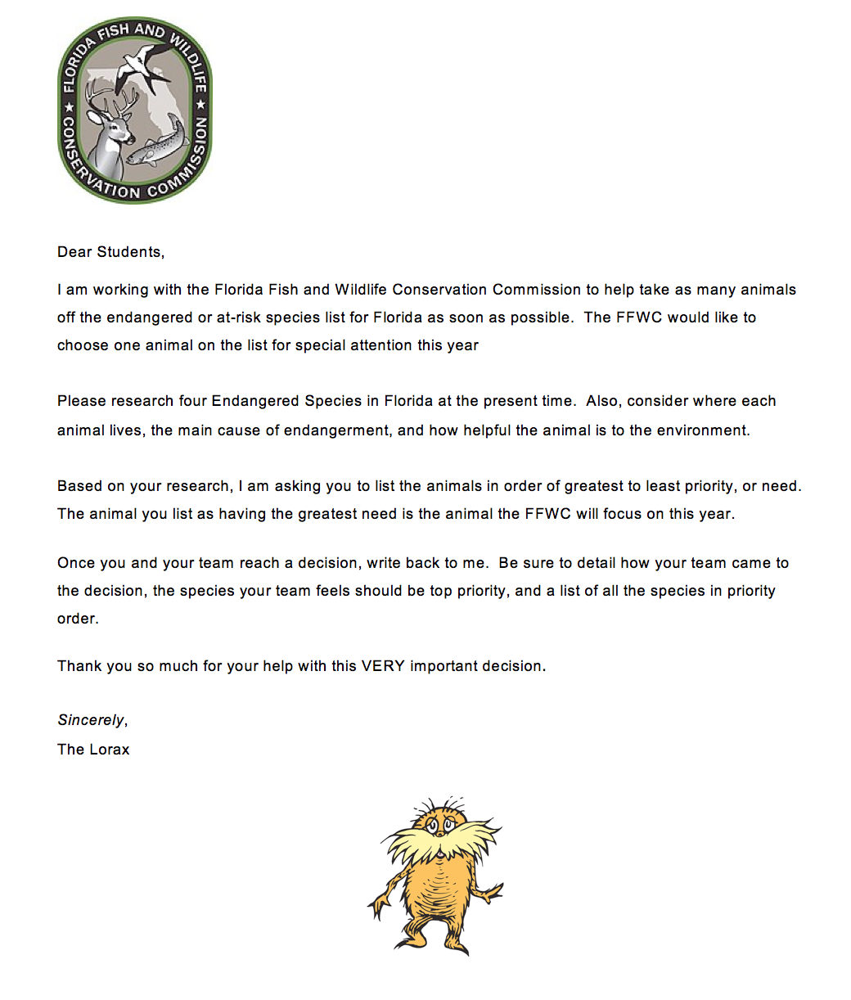 FLORIDA FISH AND WILDLIFE
★ CONSERVATION COMMISSION ★
Dear Students,
I am working with the Florida Fish and Wildlife Conservation Commission to help take as many animals
off the endangered or at-risk species list for Florida as soon as possible.  The FFWC would like to
choose one animal on the list for special attention this year
Please research four Endangered Species in Florida at the present time.  Also, consider where each
animal lives, the main cause of endangerment, and how helpful the animal is to the environment.
Based on your research, I am asking you to list the animals in order of greatest to least priority, or need.
The animal you list as having the greatest need is the animal the FFWC will focus on this year.
Once you and your team reach a decision, write back to me.  Be sure to detail how your team came to
the decision, the species your team feels should be top priority, and a list of all the species in priority
order.
Thank you so much for your help with this VERY important decision.
Sincerely,
The Lorax